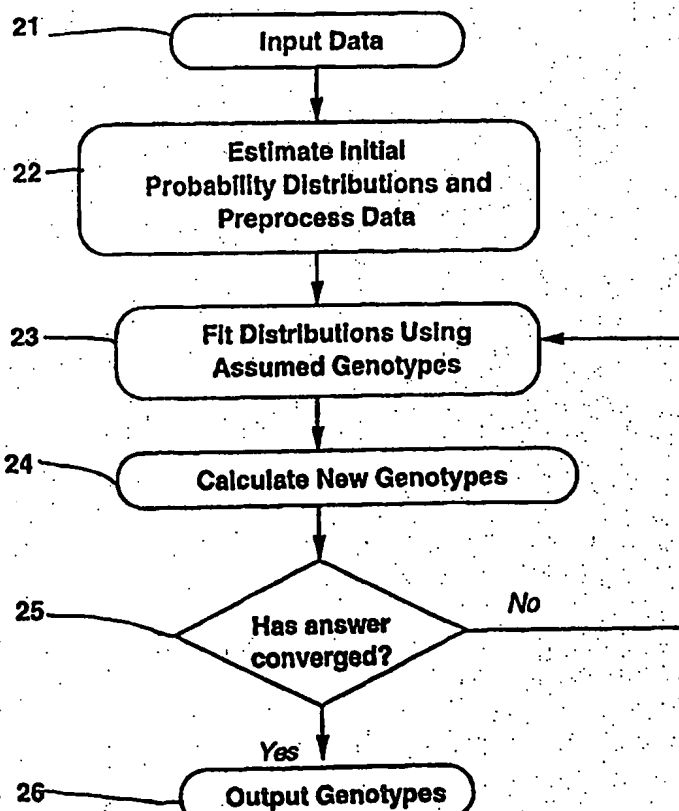 21
Input Data
22
Estimate Initial
Probability Distributions and
Preprocess Data
23
Fit Distributions Using
Assumed Genotypes
24
Calculate New Genotypes
25
Has answer
converged?
No
Yes
26
Output Genotypes